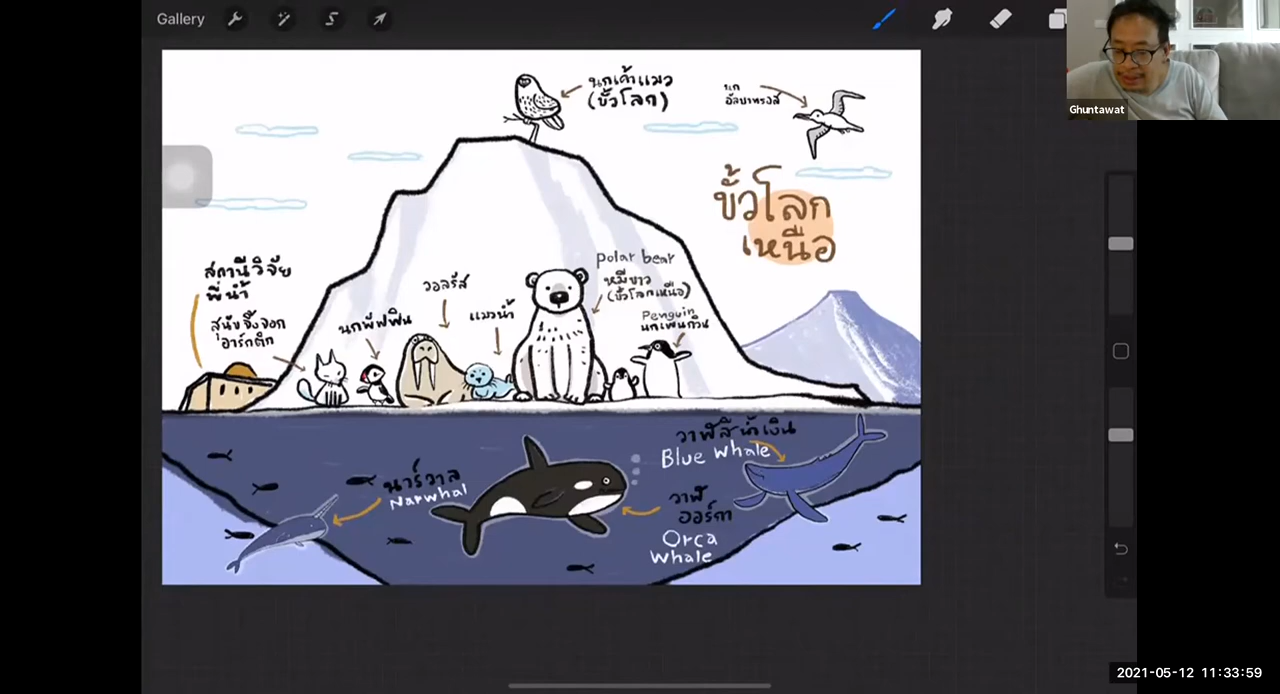 Gallery
Ghuntawat
นกเค้าแมว
(ขั้วโลก)
นก
อัลบาทรอส
ขั้วโลก
เหนือ
สถานีวิจัย
พี่น้ำ
สุนัขจิ้งจอก
อาร์กติก
นกพัฟฟิน
วอลรัส
แมวน้ำ
polar bear
หมีขาว
(ขั้วโลกเหนือ)
Penguin
นกเพนกวิน
วาฬสีน้ำเงิน
Blue Whale
นาร์วาล
Narwhal
วาฬ
ออร์กา
Orca
Whale
2021-05-12 11:33:59